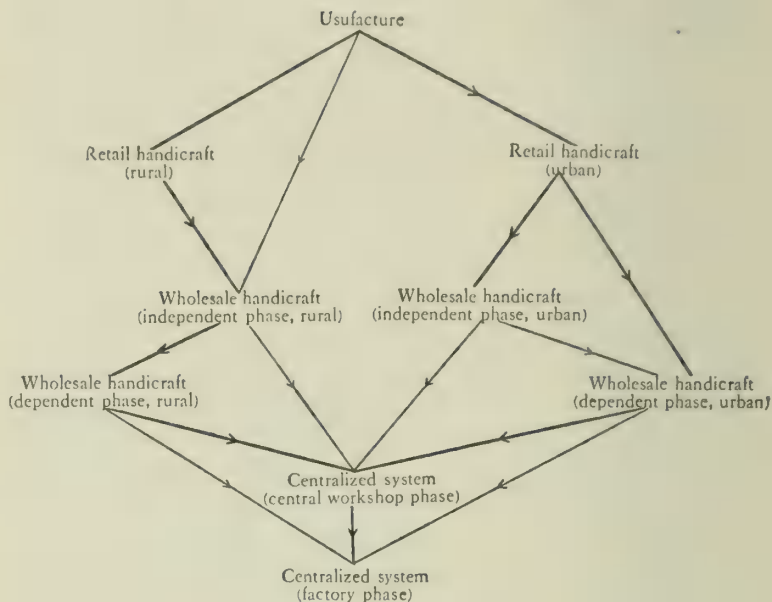 Usufacture
Retail handicraft
(rural)
Retail handicraft
(urban)
Wholesale handicraft
(independent phase, rural)
Wholesale handicraft
(independent phase, urban)
Wholesale handicraft
(dependent phase, rural)
Wholesale handicraft
(dependent phase, urban)
Centralized system
(central workshop phase)
Centralized system
(factory phase)